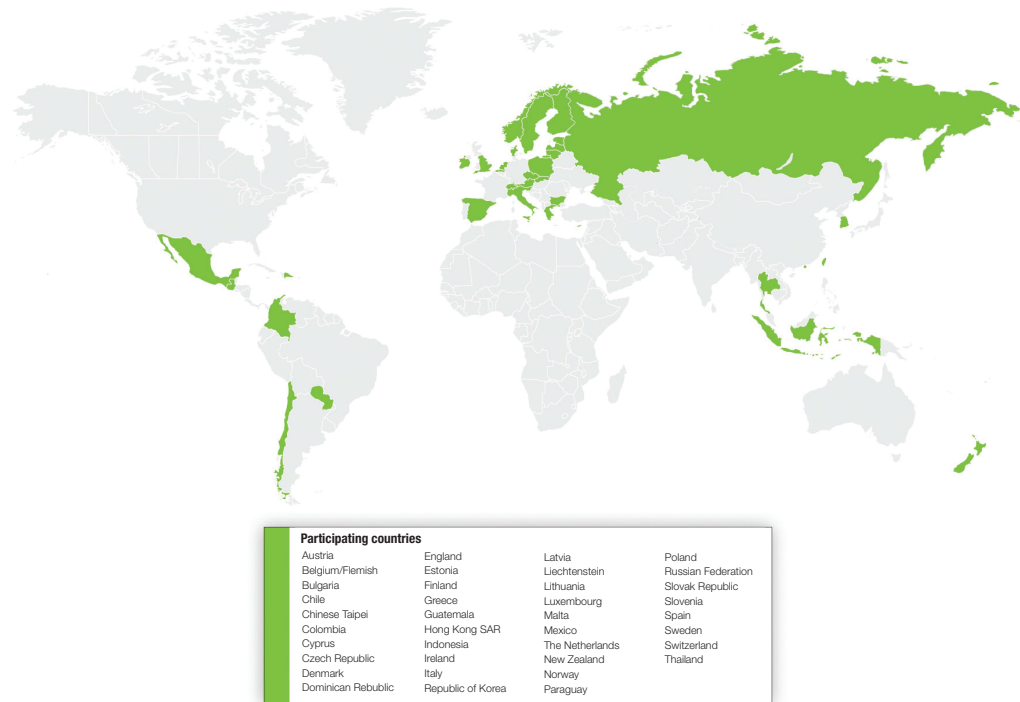 Participating countries
Austria
Belgium/Flemish
Bulgaria
Chile
Chinese Taipei
Colombia
Cyprus
Czech Republic
Denmark
Dominican Rebublic
England
Estonia
Finland
Greece
Guatemala
Hong Kong SAR
Indonesia
Ireland
Italy
Republic of Korea
Latvia
Liechtenstein
Lithuania
Luxembourg
Malta
Mexico
The Netherlands
New Zealand
Norway
Paraguay
Poland
Russian Federation
Slovak Republic
Slovenia
Spain
Sweden
Switzerland
Thailand